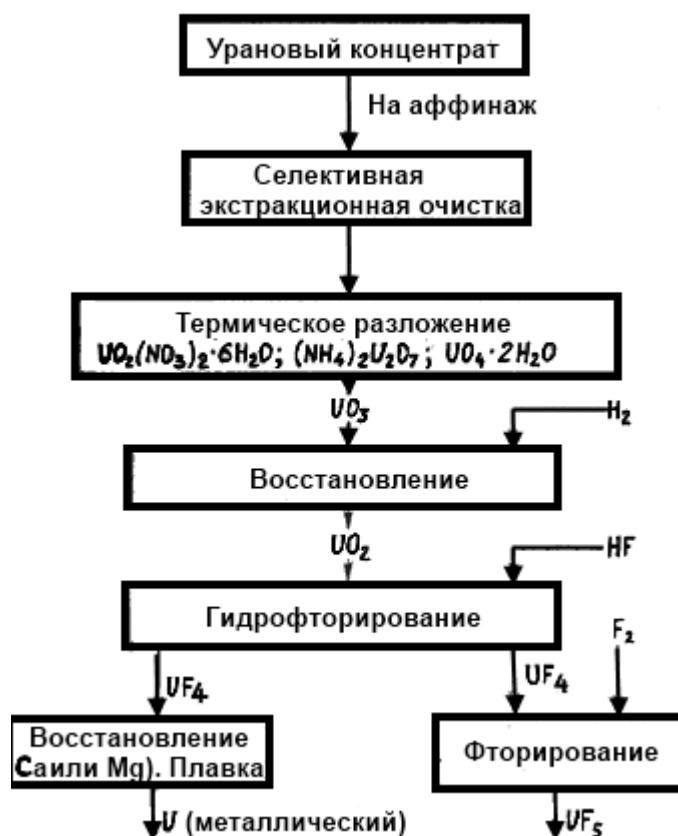 Урановый концентрат
На аффинаж
Селективная
экстракционная очистка
Термическое разложение
UO₂(NO₃)₂·6H₂O; (NH₄)₂U₂O₇; UO₄·2H₂O
UO₃
H₂
Восстановление
UO₂
HF
Гидрофторирование
F₂
UF₄
UF₄
Восстановление
Саили Mg). Плавка
Фторирование
U (металлический)
UF₅